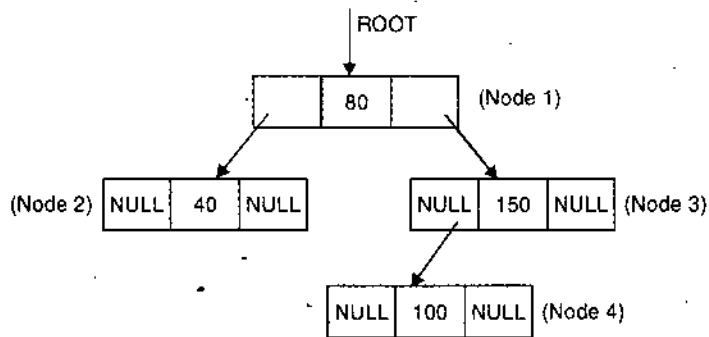 ROOT
80 (Node 1)
(Node 2) NULL 40 NULL
NULL 150 NULL (Node 3)
NULL 100 NULL (Node 4)